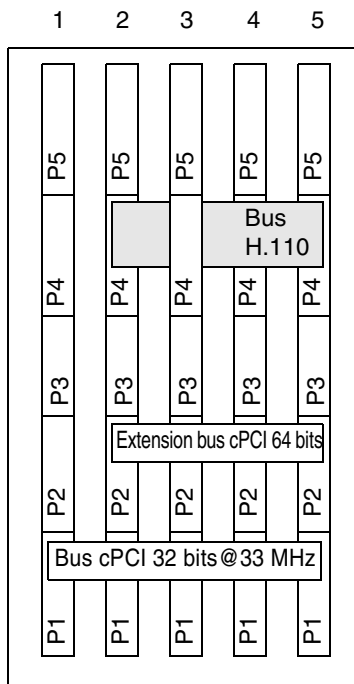 1 2 3 4 5
P5 P5 P5 P5 P5
Bus
H.110
P4 P4 P4 P4 P4
P3 P3 P3 P3 P3
Extension bus cPCI 64 bits
P2 P2 P2 P2 P2
Bus cPCI 32 bits@33 MHz
P1 P1 P1 P1 P1